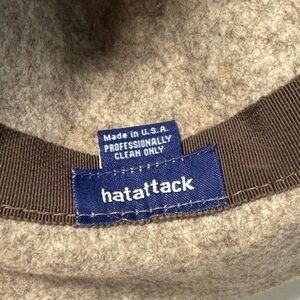 Made in U.S.A.
PROFESSIONALLY
CLEAN ONLY
hatattack